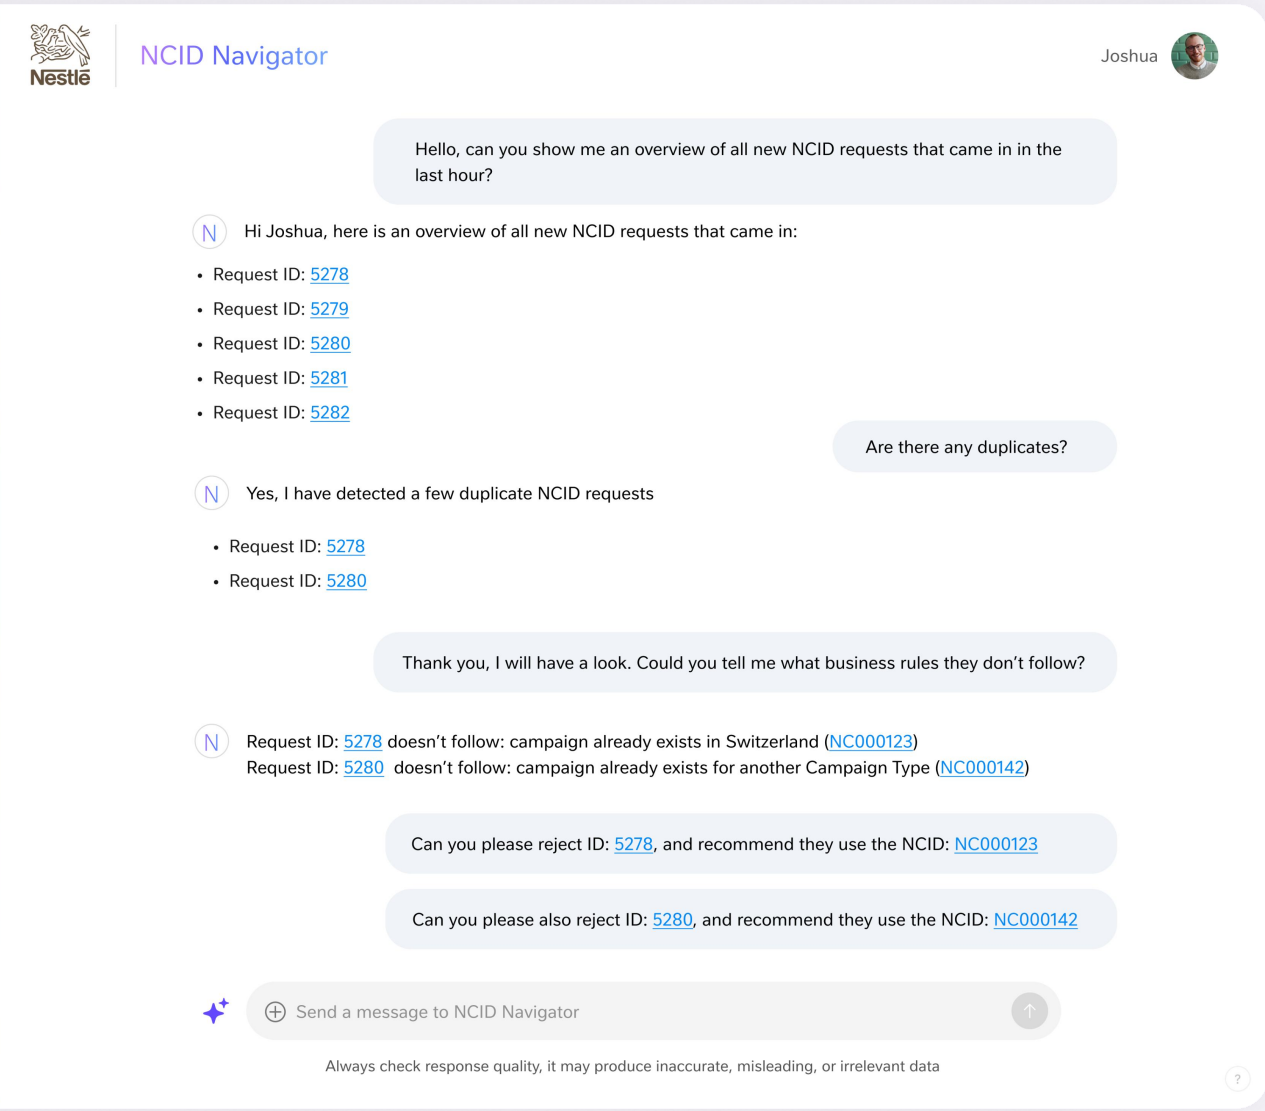 Nestlé
NCID Navigator
Joshua
Hello, can you show me an overview of all new NCID requests that came in in the
last hour?
N
Hi Joshua, here is an overview of all new NCID requests that came in:
• Request ID: 5278
• Request ID: 5279
• Request ID: 5280
• Request ID: 5281
• Request ID: 5282
Are there any duplicates?
N
Yes, I have detected a few duplicate NCID requests
• Request ID: 5278
• Request ID: 5280
Thank you, I will have a look. Could you tell me what business rules they don’t follow?
N
Request ID: 5278 doesn’t follow: campaign already exists in Switzerland (NC000123)
Request ID: 5280 doesn’t follow: campaign already exists for another Campaign Type (NC000142)
Can you please reject ID: 5278, and recommend they use the NCID: NC000123
Can you please also reject ID: 5280, and recommend they use the NCID: NC000142
Send a message to NCID Navigator
Always check response quality, it may produce inaccurate, misleading, or irrelevant data
?